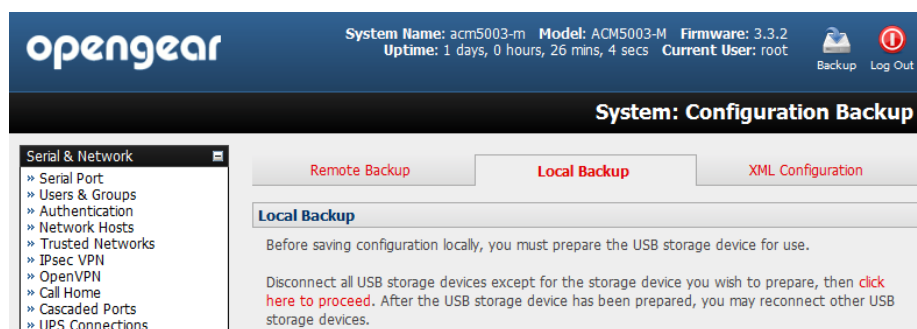 opengear
System Name: acm5003-m Model: ACM5003-M Firmware: 3.3.2
Uptime: 1 days, 0 hours, 26 mins, 4 secs Current User: root
Backup Log Out
System: Configuration Backup
Serial & Network
» Serial Port
» Users & Groups
» Authentication
» Network Hosts
» Trusted Networks
» IPsec VPN
» OpenVPN
» Call Home
» Cascaded Ports
» UPS Connections
Remote Backup Local Backup XML Configuration
Local Backup
Before saving configuration locally, you must prepare the USB storage device for use.
Disconnect all USB storage devices except for the storage device you wish to prepare, then click
here to proceed. After the USB storage device has been prepared, you may reconnect other USB
storage devices.